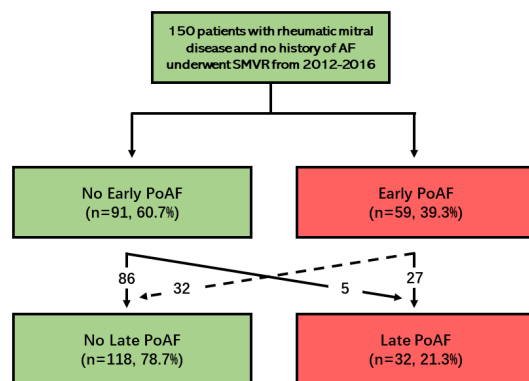 150 patients with rheumatic mitral
disease and no history of AF
underwent SMVR from 2012-2016
No Early PoAF
(n=91, 60.7%)
Early PoAF
(n=59, 39.3%)
86
32
5
27
No Late PoAF
(n=118, 78.7%)
Late PoAF
(n=32, 21.3%)